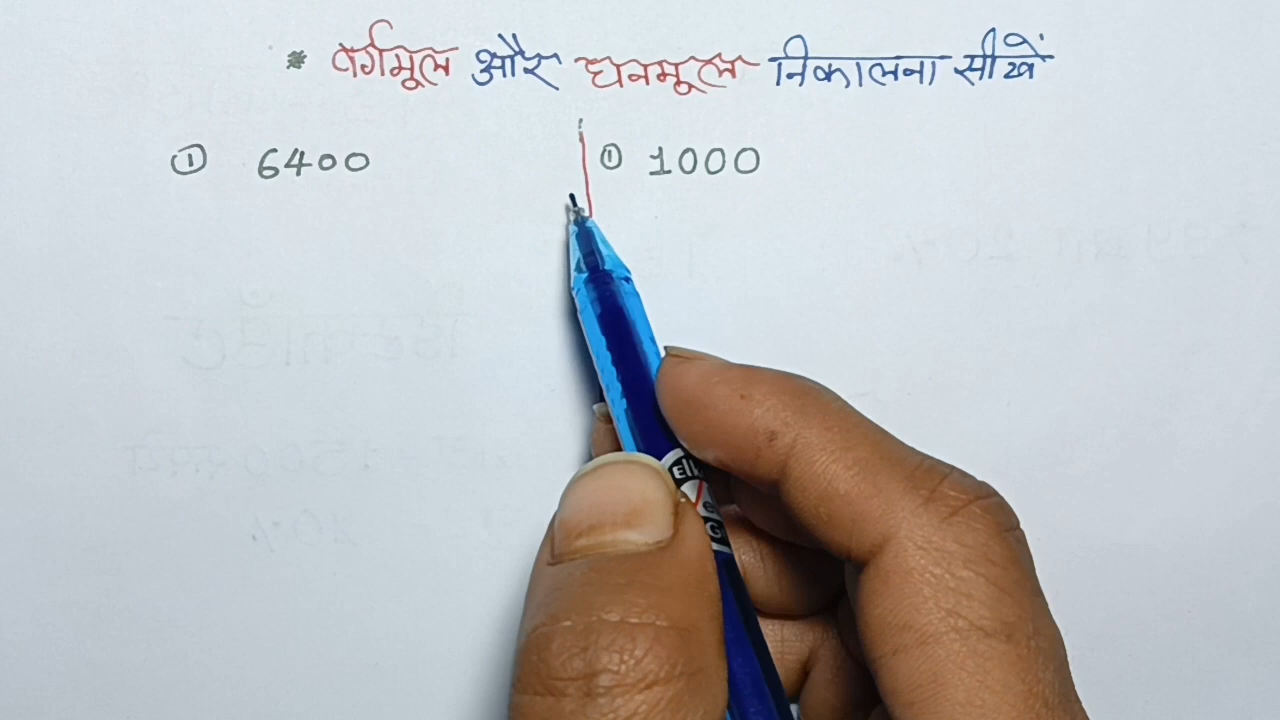 * वर्गमूल और घनमूल निकालना सीखें
① 6400 ① 1000